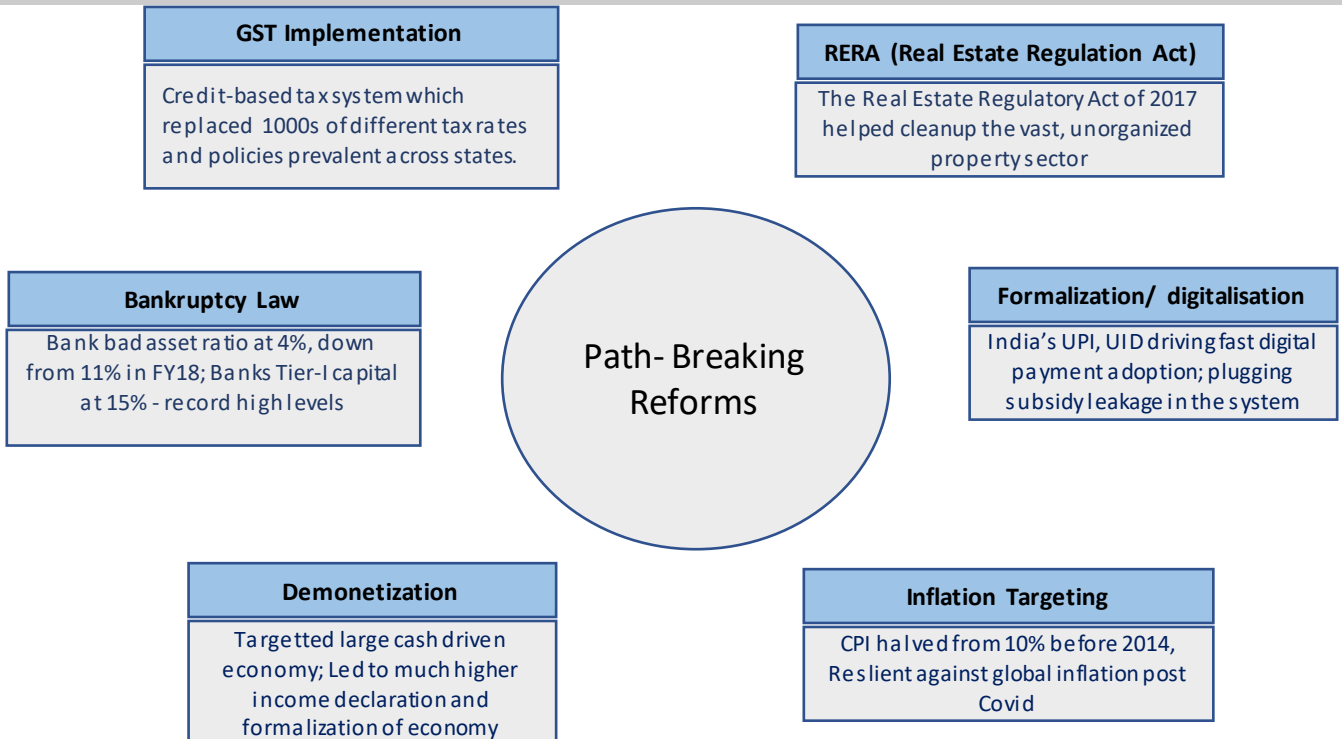 GST Implementation
Credit-based tax system which
replaced 1000s of different tax rates
and policies prevalent across states.
RERA (Real Estate Regulation Act)
The Real Estate Regulatory Act of 2017
helped cleanup the vast, unorganized
property sector
Bankruptcy Law
Bank bad asset ratio at 4%, down
from 11% in FY18; Banks Tier-I capital
at 15% - record high levels
Path- Breaking
Reforms
Formalization/ digitalisation
India's UPI, UID driving fast digital
payment adoption; plugging
subsidy leakage in the system
Demonetization
Targetted large cash driven
economy; Led to much higher
income declaration and
formalization of economy
Inflation Targeting
CPI halved from 10% before 2014,
Reslient against global inflation post
Covid